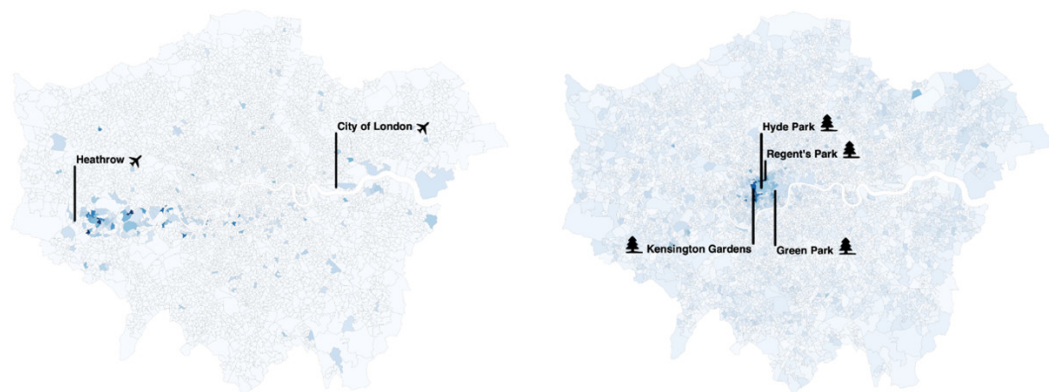 City of London
Heathrow
Hyde Park
Regent's Park
Kensington Gardens
Green Park